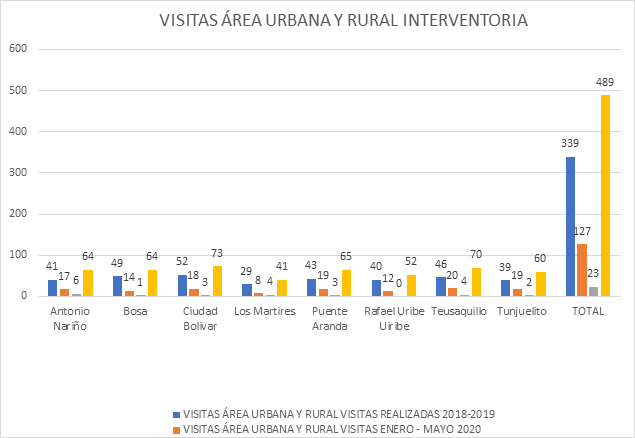 VISITAS ÁREA URBANA Y RURAL INTERVENTORIA
600
500
400
300
200
100
0
41 17 6 64
49 14 1 64
52 18 3 73
29 8 4 41
43 19 3 65
40 12 0 52
46 20 4 70
39 19 2 60
339 127 23 489
Antonio Nariño
Bosa
Ciudad Bolivar
Los Martires
Puente Aranda
Rafael Uribe Uiribe
Teusaquillo
Tunjuelito
TOTAL
VISITAS ÁREA URBANA Y RURAL VISITAS REALIZADAS 2018-2019
VISITAS ÁREA URBANA Y RURAL VISITAS ENERO - MAYO 2020